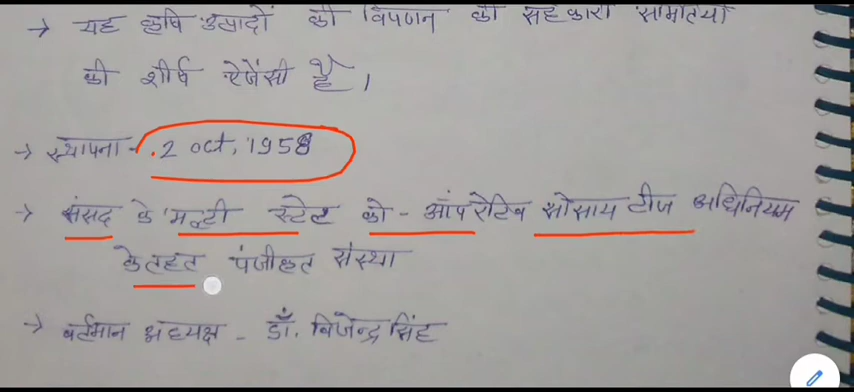 → यह कृषि उत्पादों की विपणन की सहकारी समितियों
की शीर्ष ऐजेंसी है।
→ स्थापना - 2 oct, 1958
→ संसद के मल्टी स्टेट को - ऑपरेटिव सोसायटीज अधिनियम
के तहत पंजीकृत संस्था
→ वर्तमान अध्यक्ष - डॉ. बिजेन्द्र सिंह